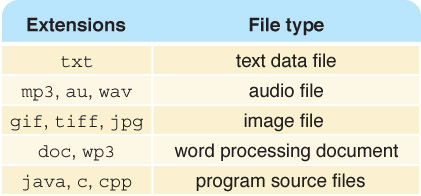 Extensions File type
txt text data file
mp3, au, wav audio file
gif, tiff, jpg image file
doc, wp3 word processing document
java, c, cpp program source files